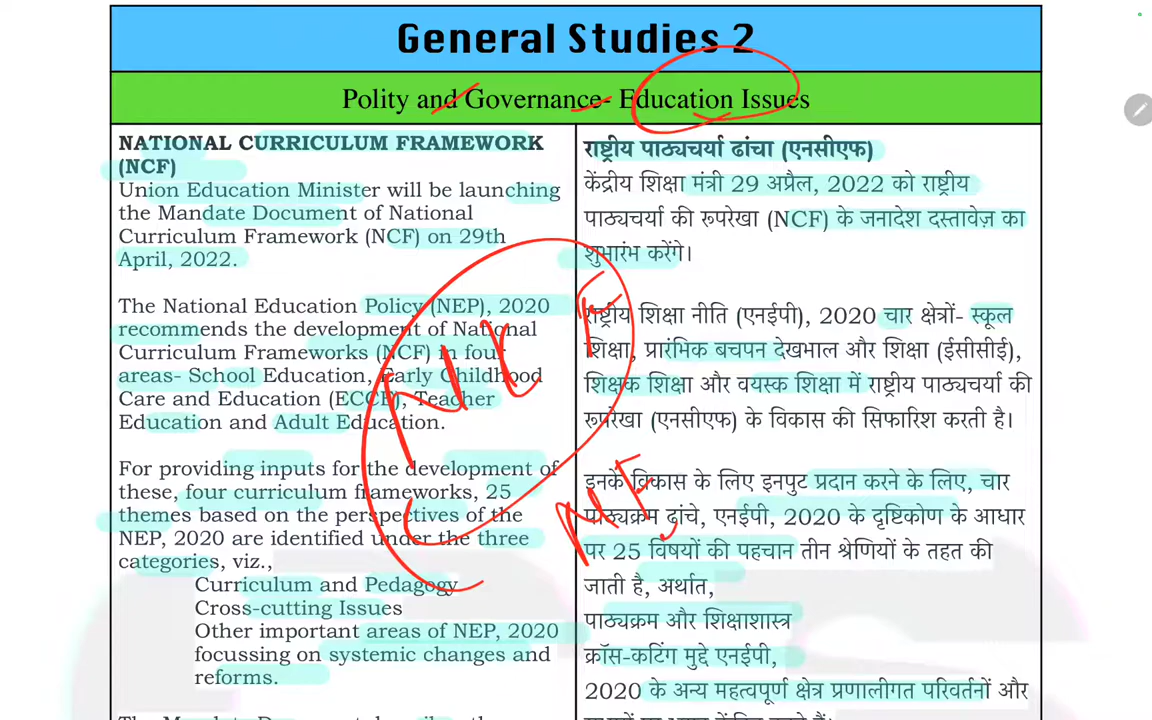 General Studies 2
Polity and Governance- Education Issues
NATIONAL CURRICULUM FRAMEWORK
(NCF)
Union Education Minister will be launching
the Mandate Document of National
Curriculum Framework (NCF) on 29th
April, 2022.
The National Education Policy (NEP), 2020
recommends the development of National
Curriculum Frameworks (NCF) in four
areas- School Education, Early Childhood
Care and Education (ECCE), Teacher
Education and Adult Education.
For providing inputs for the development of
these, four curriculum frameworks, 25
themes based on the perspectives of the
NEP, 2020 are identified under the three
categories, viz.,
Curriculum and Pedagogy
Cross-cutting Issues
Other important areas of NEP, 2020
focussing on systemic changes and
reforms.
राष्ट्रीय पाठ्यचर्या ढांचा (एनसीएफ)
केंद्रीय शिक्षा मंत्री 29 अप्रैल, 2022 को राष्ट्रीय
पाठ्यचर्या की रूपरेखा (NCF) के जनादेश दस्तावेज़ का
शुभारंभ करेंगे।
राष्ट्रीय शिक्षा नीति (एनईपी), 2020 चार क्षेत्रों- स्कूल
शिक्षा, प्रारंभिक बचपन देखभाल और शिक्षा (ईसीसीई),
शिक्षक शिक्षा और वयस्क शिक्षा में राष्ट्रीय पाठ्यचर्या की
रूपरेखा (एनसीएफ) के विकास की सिफारिश करती है।
इनके विकास के लिए इनपुट प्रदान करने के लिए, चार
पाठ्यक्रम ढांचे, एनईपी, 2020 के दृष्टिकोण के आधार
पर 25 विषयों की पहचान तीन श्रेणियों के तहत की
जाती है, अर्थात,
पाठ्यक्रम और शिक्षाशास्त्र
क्रॉस-कटिंग मुद्दे एनईपी,
2020 के अन्य महत्वपूर्ण क्षेत्र प्रणालीगत परिवर्तनों और